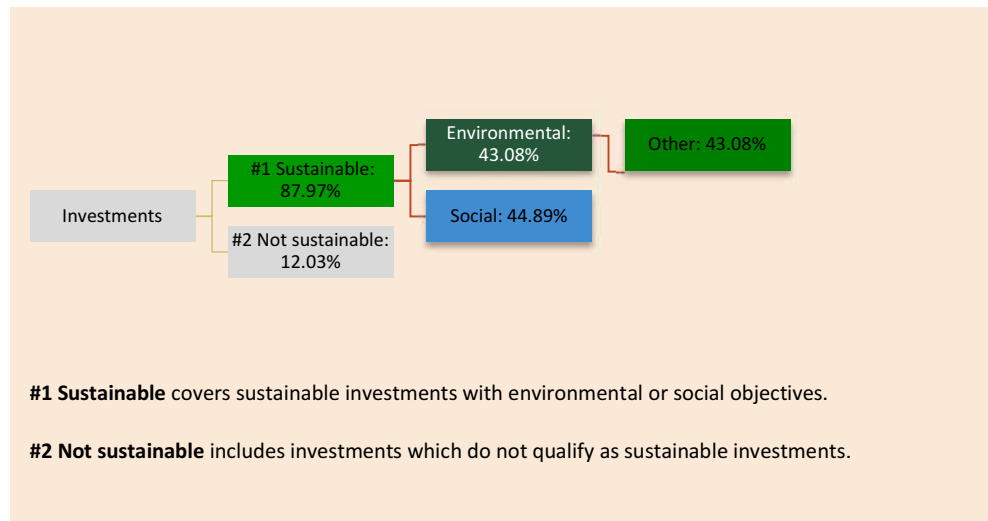 Environmental:
43.08%
Other: 43.08%
#1 Sustainable:
87.97%
Investments
Social: 44.89%
#2 Not sustainable:
12.03%
#1 Sustainable covers sustainable investments with environmental or social objectives.
#2 Not sustainable includes investments which do not qualify as sustainable investments.